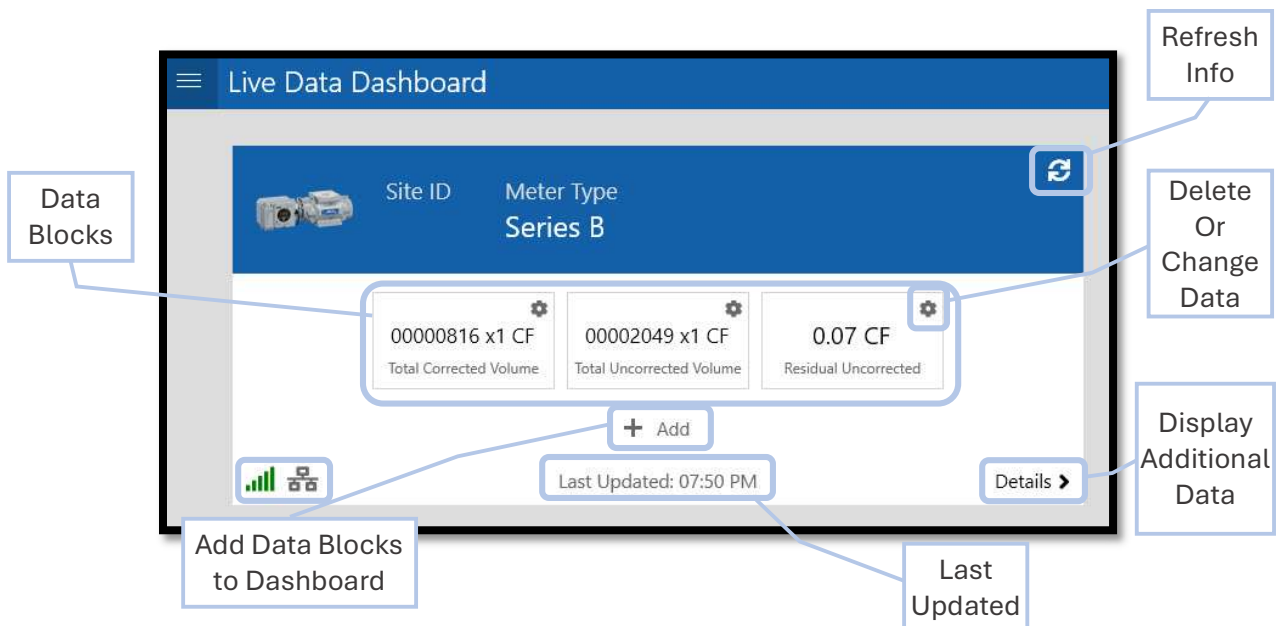 Refresh
Info
Live Data Dashboard
Data
Blocks
Site ID
Meter Type
Series B
Delete
Or
Change
Data
00000816 x1 CF
Total Corrected Volume
00002049 x1 CF
Total Uncorrected Volume
0.07 CF
Residual Uncorrected
Add
Display
Additional
Data
Last Updated: 07:50 PM
Details
Add Data Blocks
to Dashboard
Last
Updated